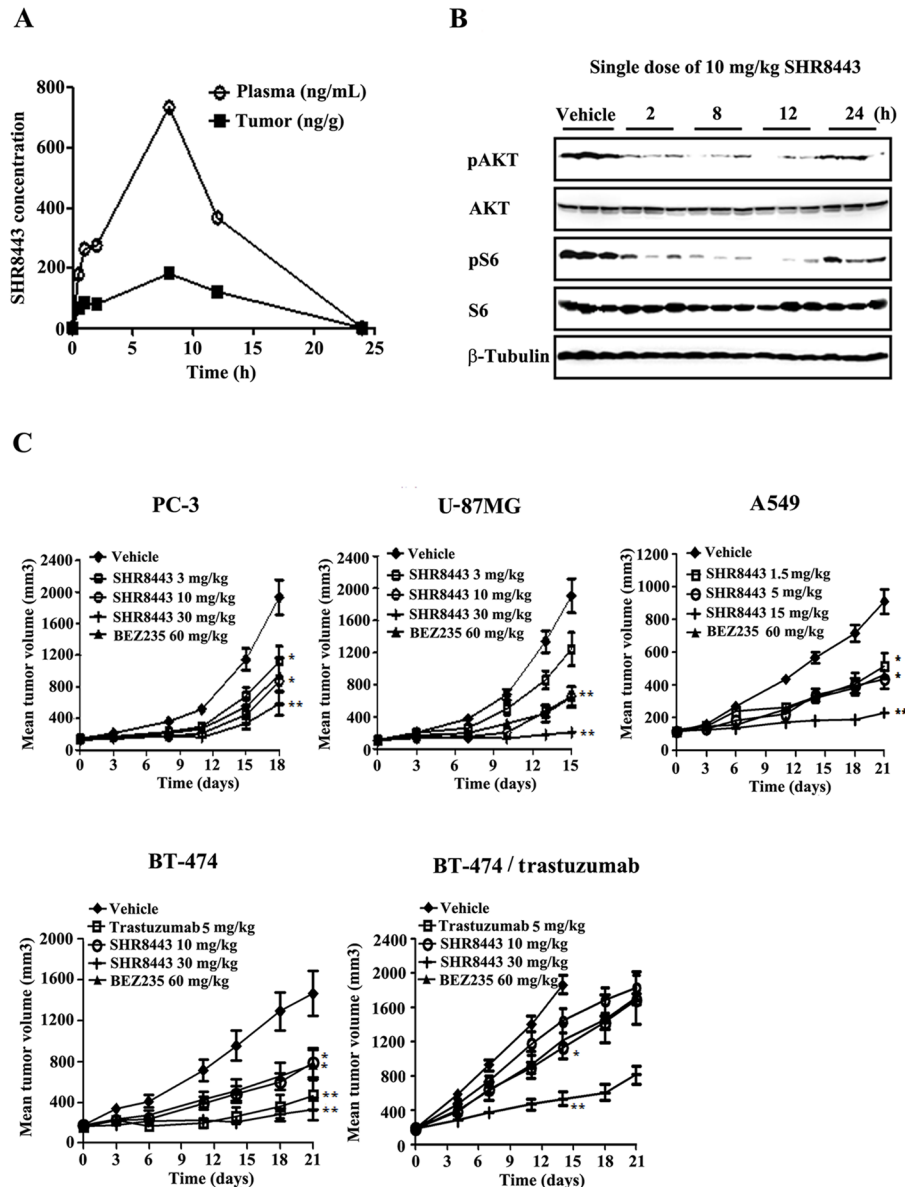 A
SHR8443 concentration
800
600
400
200
0
Plasma (ng/mL)
Tumor (ng/g)
0 5 10 15 20 25
Time (h)
B
Single dose of 10 mg/kg SHR8443
Vehicle 2 8 12 24 (h)
pAKT
AKT
pS6
S6
β-Tubulin
C
PC-3
Mean tumor volume (mm3)
2400
2000
1600
1200
800
400
0
Vehicle
SHR8443 3 mg/kg
SHR8443 10 mg/kg
SHR8443 30 mg/kg
BEZ235 60 mg/kg
*
*
**
0 3 6 9 12 15 18
Time (days)
U-87MG
Mean tumor volume (mm3)
2400
2000
1600
1200
800
400
0
Vehicle
SHR8443 3 mg/kg
SHR8443 10 mg/kg
SHR8443 30 mg/kg
BEZ235 60 mg/kg
**
**
0 3 6 9 12 15
Time (days)
A549
Mean tumor volume (mm3)
1200
1000
800
600
400
200
0
Vehicle
SHR8443 1.5 mg/kg
SHR8443 5 mg/kg
SHR8443 15 mg/kg
BEZ235 60 mg/kg
*
*
**
0 3 6 9 12 15 18 21
Time (days)
BT-474
Mean tumor volume (mm3)
2000
1600
1200
800
400
0
Vehicle
Trastuzumab 5 mg/kg
SHR8443 10 mg/kg
SHR8443 30 mg/kg
BEZ235 60 mg/kg
*
*
**
**
0 3 6 9 12 15 18 21
Time (days)
BT-474 / trastuzumab
Mean tumor volume (mm3)
2400
2000
1600
1200
800
400
0
Vehicle
Trastuzumab 5 mg/kg
SHR8443 10 mg/kg
SHR8443 30 mg/kg
BEZ235 60 mg/kg
*
**
0 3 6 9 12 15 18 21
Time (days)